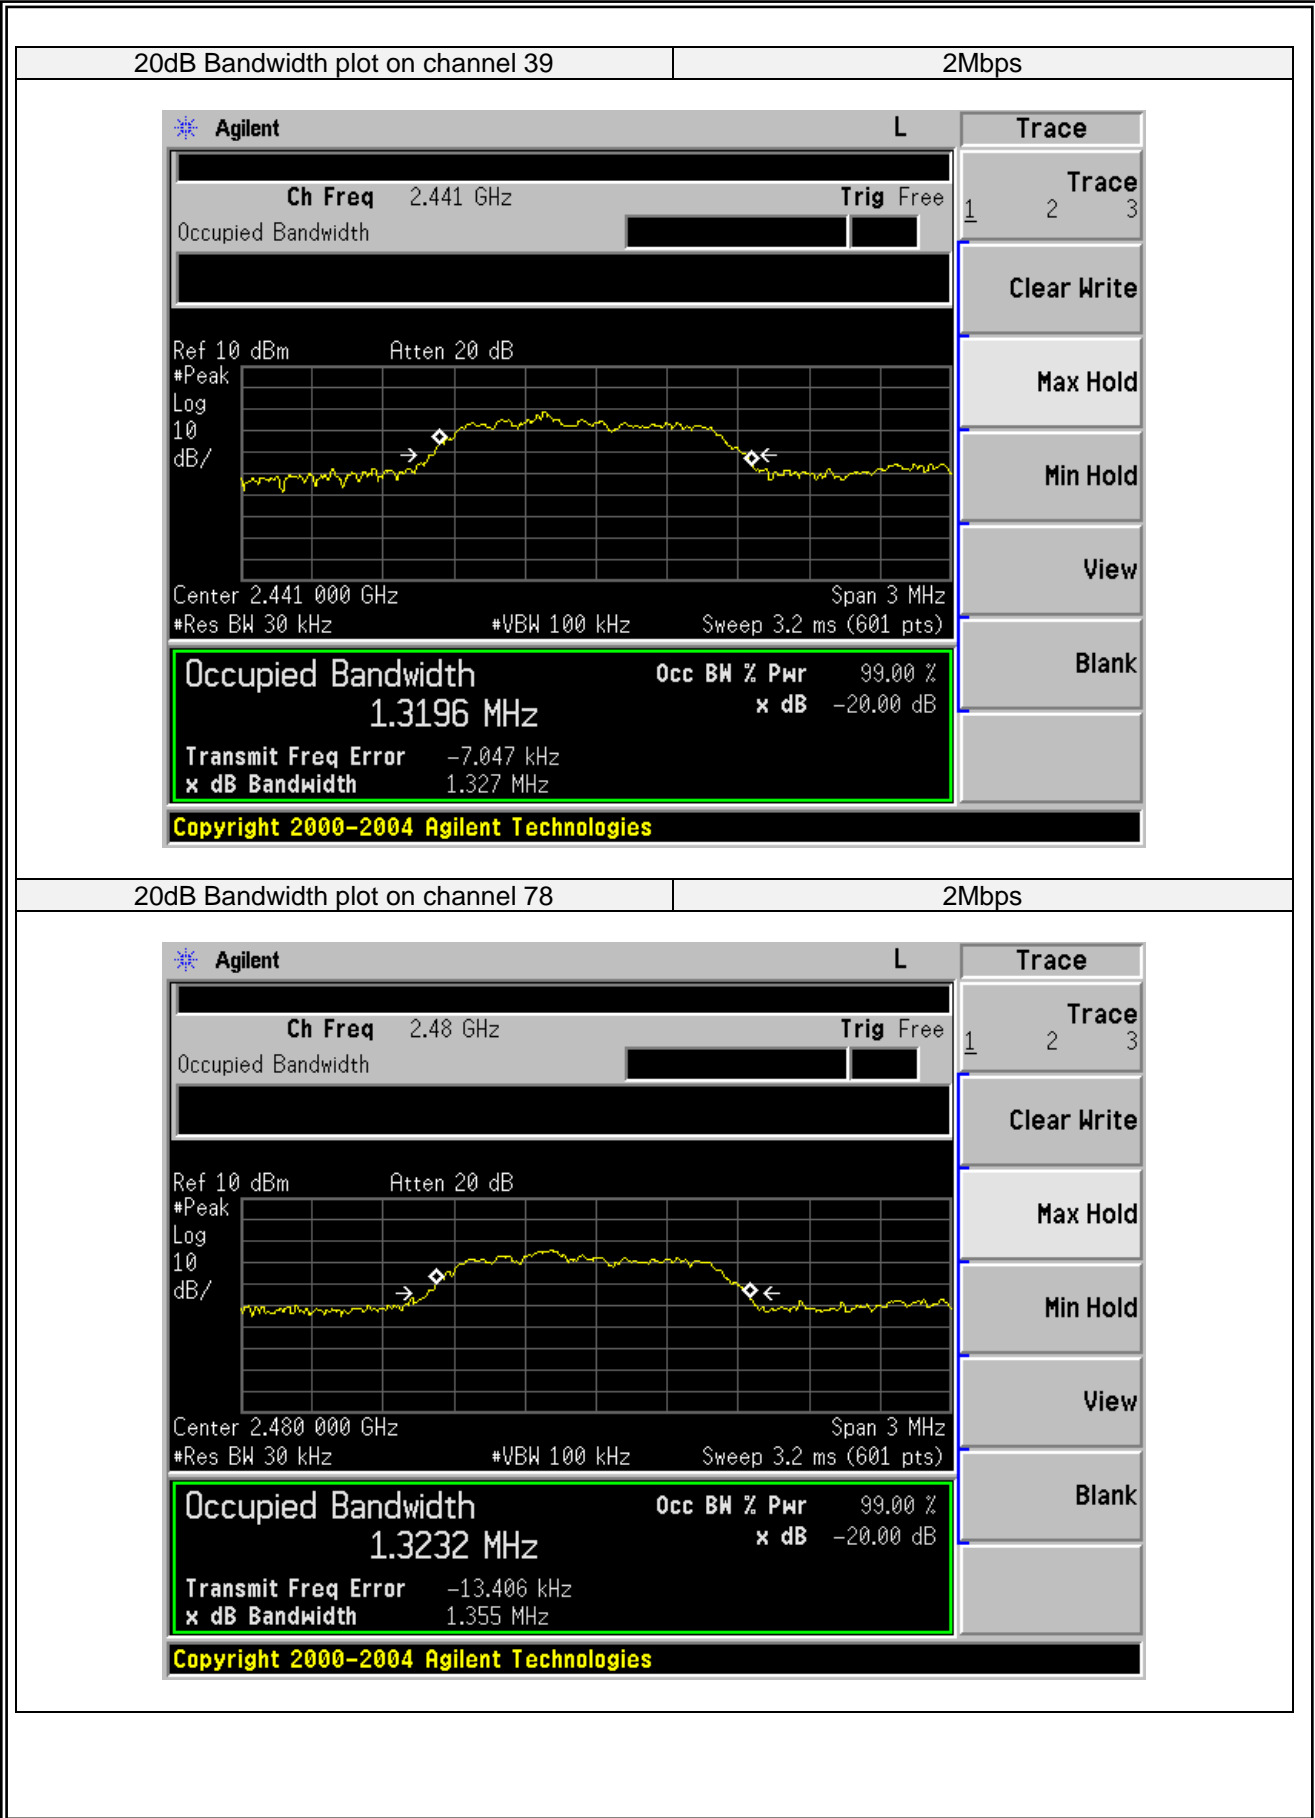 20dB Bandwidth plot on channel 39 2Mbps
Agilent L Trace
Ch Freq 2.441 GHz Trig Free
Occupied Bandwidth
Trace
1 2 3
Clear Write
Ref 10 dBm Atten 20 dB
#Peak
Log
10
dB/
Max Hold
Min Hold
View
Center 2.441 000 GHz Span 3 MHz
#Res BW 30 kHz #VBW 100 kHz Sweep 3.2 ms (601 pts)
Blank
Occupied Bandwidth Occ BW % Pwr 99.00 %
1.3196 MHz x dB -20.00 dB
Transmit Freq Error -7.047 kHz
x dB Bandwidth 1.327 MHz
Copyright 2000-2004 Agilent Technologies
20dB Bandwidth plot on channel 78 2Mbps
Agilent L Trace
Ch Freq 2.48 GHz Trig Free
Occupied Bandwidth
Trace
1 2 3
Clear Write
Ref 10 dBm Atten 20 dB
#Peak
Log
10
dB/
Max Hold
Min Hold
View
Center 2.480 000 GHz Span 3 MHz
#Res BW 30 kHz #VBW 100 kHz Sweep 3.2 ms (601 pts)
Blank
Occupied Bandwidth Occ BW % Pwr 99.00 %
1.3232 MHz x dB -20.00 dB
Transmit Freq Error -13.406 kHz
x dB Bandwidth 1.355 MHz
Copyright 2000-2004 Agilent Technologies